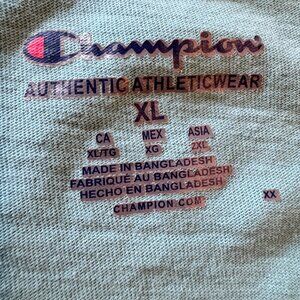 Champion
AUTHENTIC ATHLETICWEAR
XL
CA MEX ASIA
XL/TG XG 2XL
MADE IN BANGLADESH
FABRIQUÉ AU BANGLADESH
HECHO EN BANGLADESH
CHAMPION.COM
XX